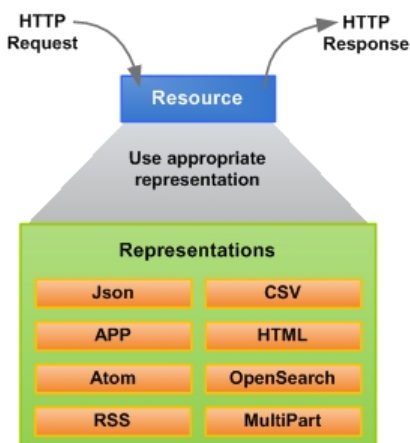 HTTP
Request
HTTP
Response
Resource
Use appropriate
representation
Representations
Json
CSV
APP
HTML
Atom
OpenSearch
RSS
MultiPart